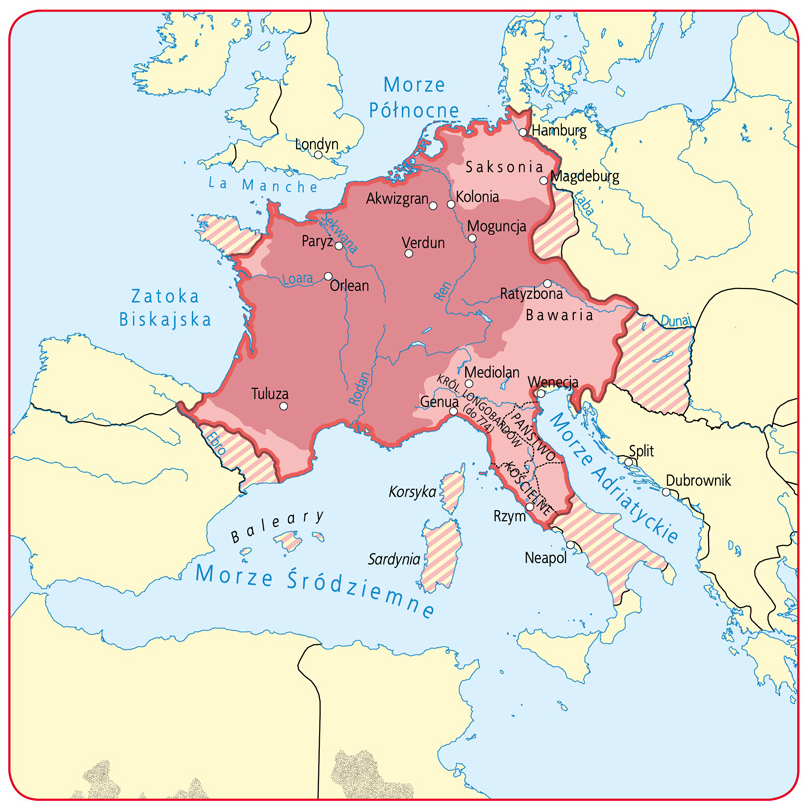 Morze
Północne
Hamburg
Londyn
Saksonia
Magdeburg
La Manche
Akwizgran
Kolonia
Łaba
Moguncja
Sekwana
Paryż
Verdun
Loara
Orlean
Ren
Ratyzbona
Zatoka
Biskajska
Bawaria
Dunaj
Mediolan
Wenecja
KRÓL. LONGOBARDÓW
(do 774)
Tuluza
Rodan
Genua
PAŃSTWO
KOŚCIELNE
Ebro
Morze Adriatyckie
Split
Dubrownik
Korsyka
Rzym
Baleary
Sardynia
Neapol
Morze Śródziemne